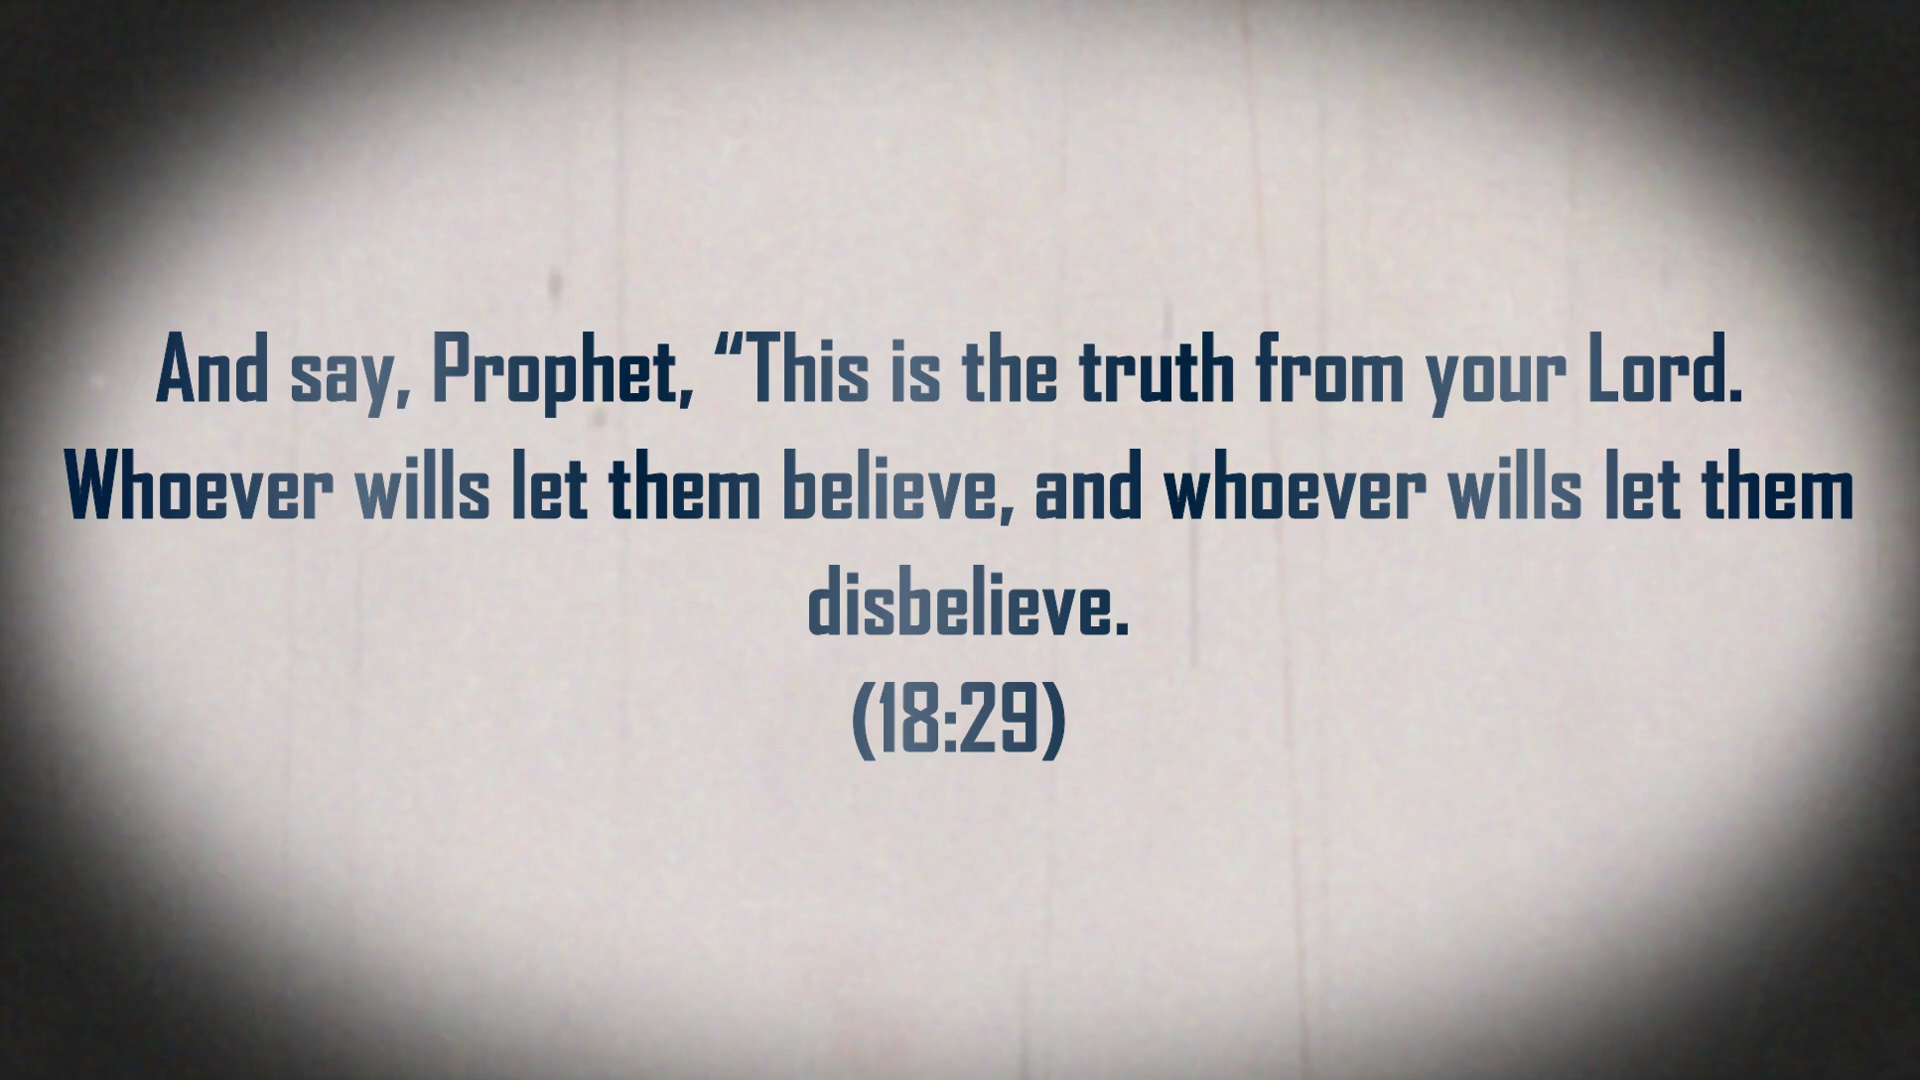 And say, Prophet, “This is the truth from your Lord.
Whoever wills let them believe, and whoever wills let them
disbelieve.
(18:29)